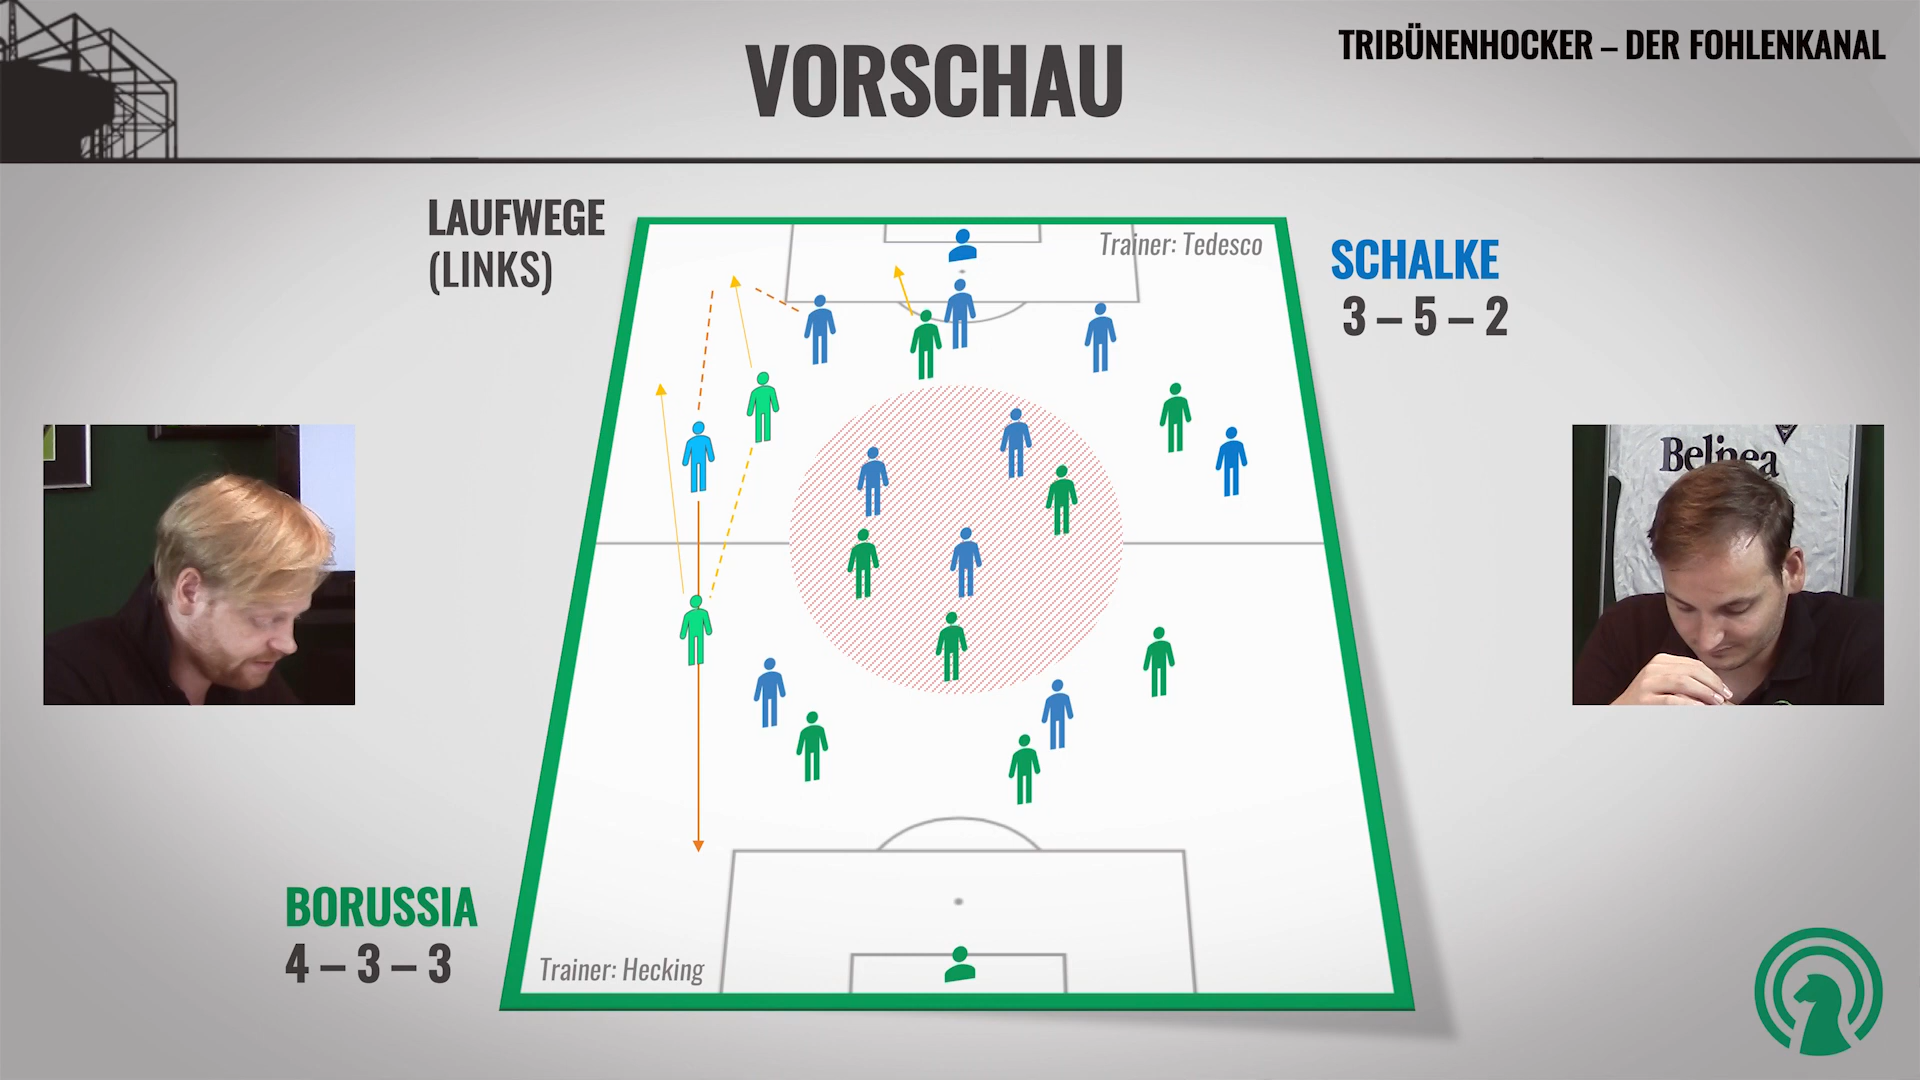 VORSCHAU
TRIBÜNENHOCKER – DER FOHLENKANAL
LAUFWEGE
(LINKS)
Trainer: Tedesco
SCHALKE
3 – 5 – 2
Belinea
BORUSSIA
4 – 3 – 3
Trainer: Hecking